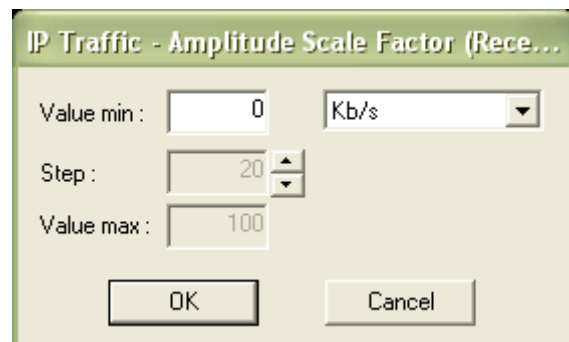 IP Traffic - Amplitude Scale Factor (Rece...
Value min : 0 Kb/s
Step : 20
Value max : 100
OK Cancel